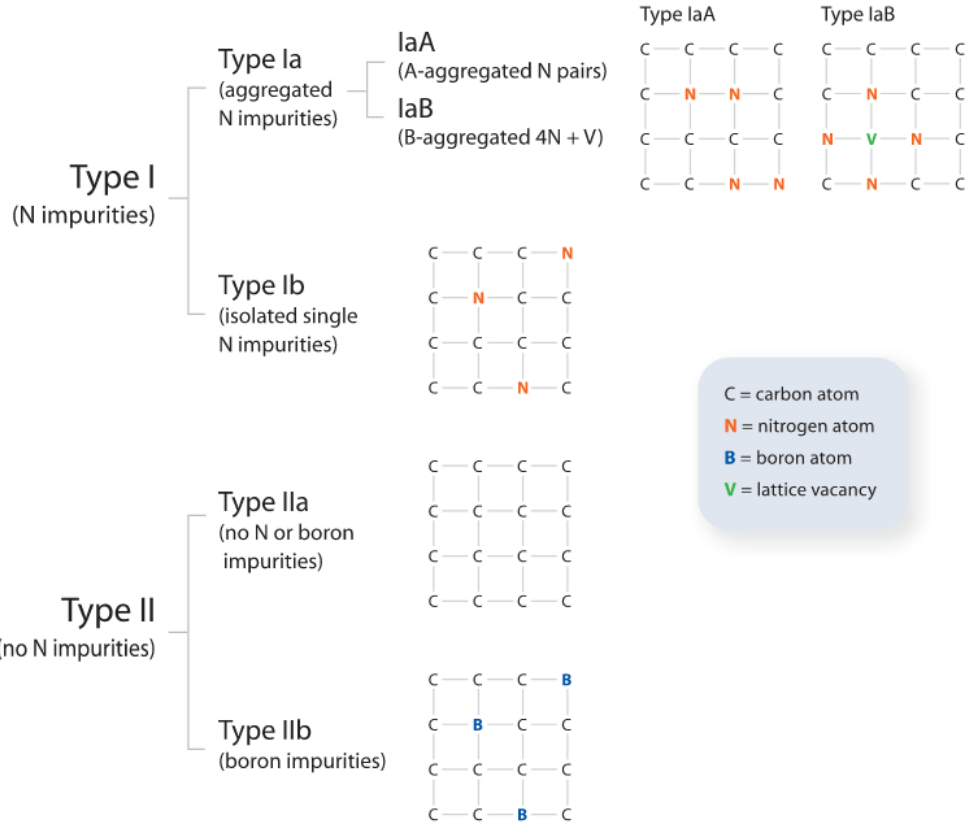 Type I
(N impurities)
Type Ia
(aggregated
N impurities)
IaA
(A-aggregated N pairs)
IaB
(B-aggregated 4N + V)
Type IaA
C C C C
C N N C
C C C C
C C N N
Type IaB
C C C C
C N C C
N V N C
C N C C
Type Ib
(isolated single
N impurities)
C C C N
C N C C
C C C C
C C N C
C = carbon atom
N = nitrogen atom
B = boron atom
V = lattice vacancy
Type II
(no N impurities)
Type IIa
(no N or boron
impurities)
C C C C
C C C C
C C C C
C C C C
Type IIb
(boron impurities)
C C C B
C B C C
C C C C
C C B C